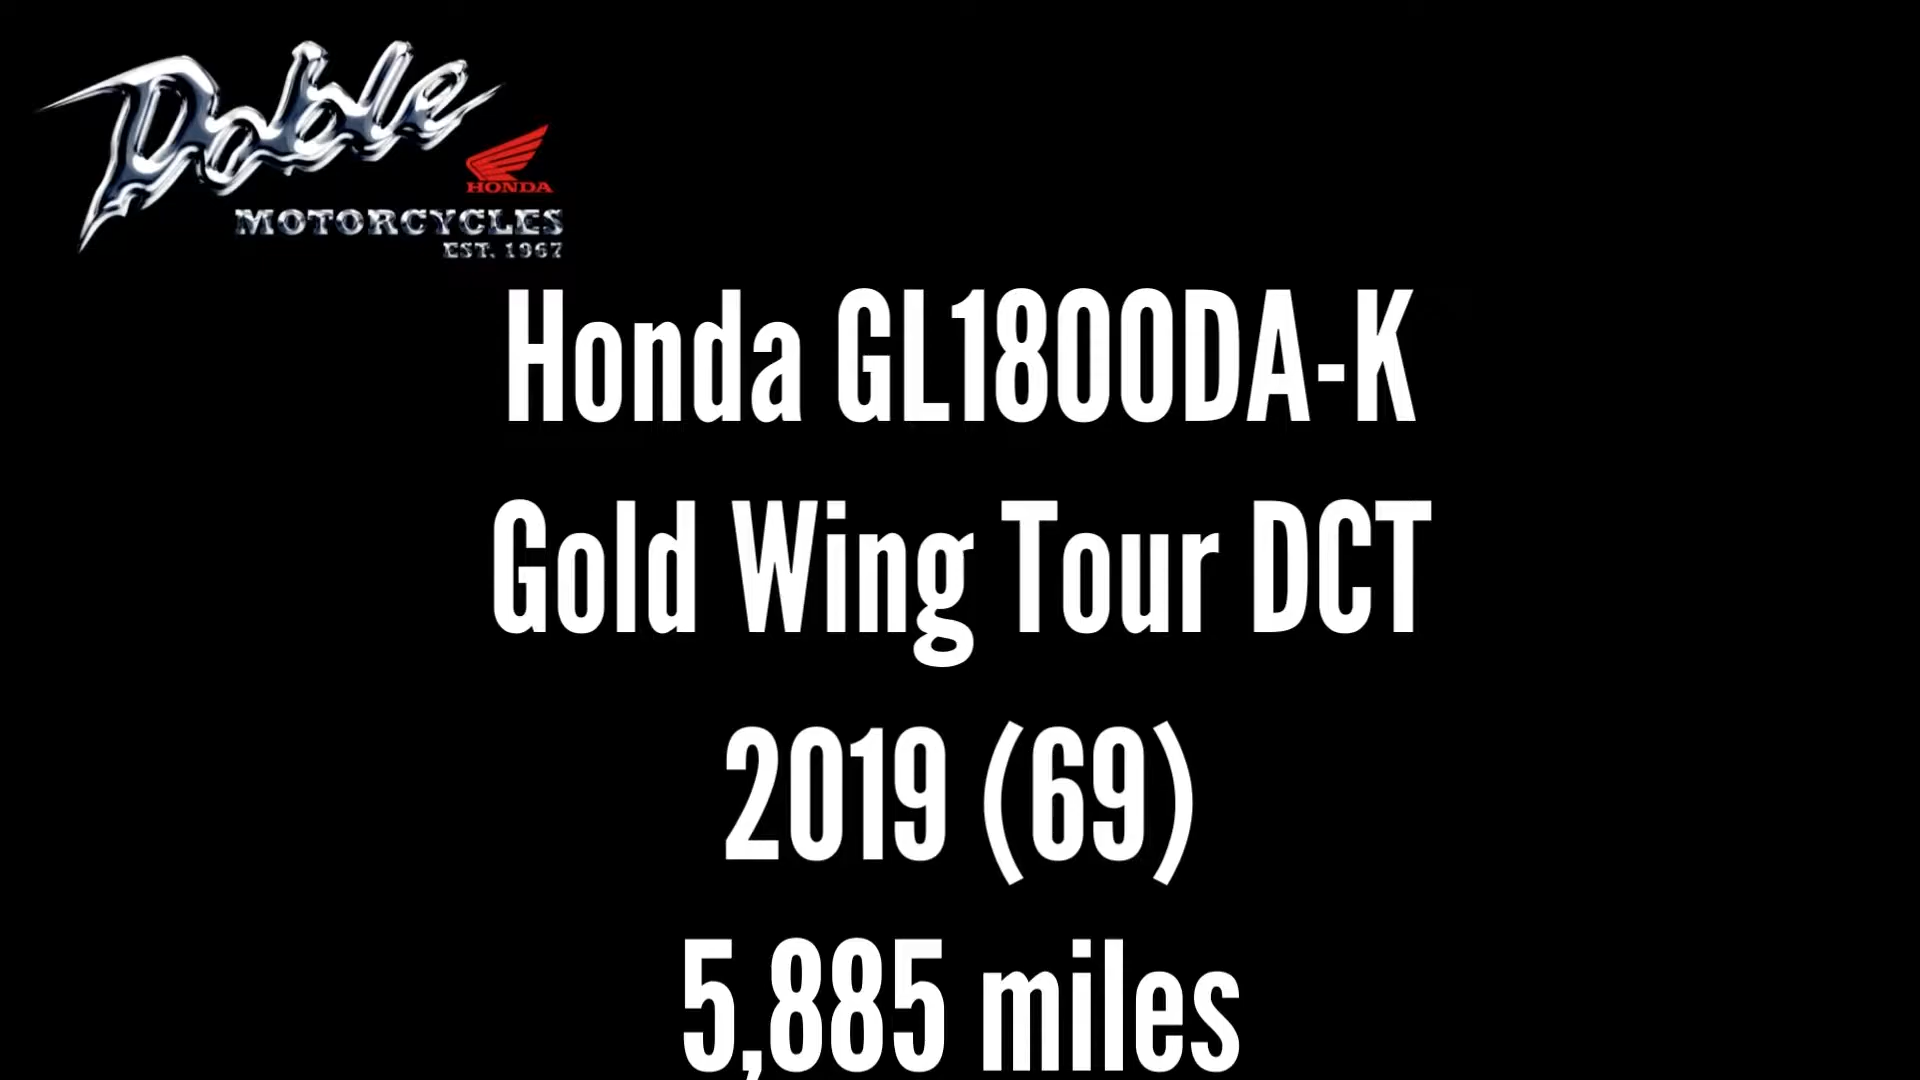 Doble
HONDA
MOTORCYCLES
EST. 1967
Honda GL1800DA-K
Gold Wing Tour DCT
2019 (69)
5,885 miles